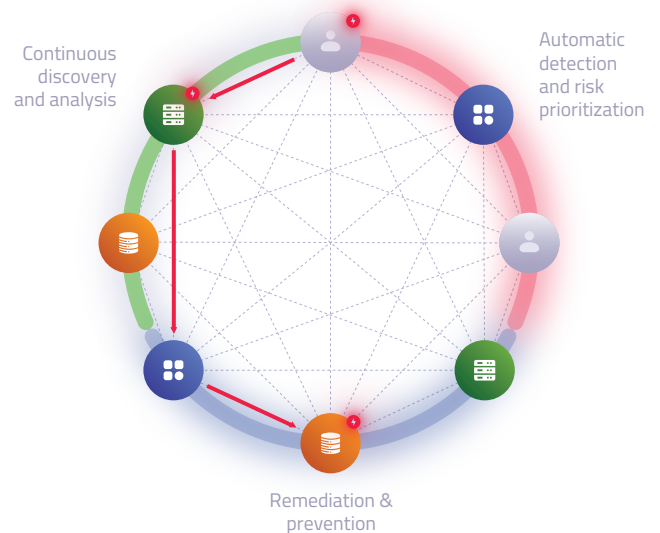 Continuous
discovery
and analysis
Automatic
detection
and risk
prioritization
Remediation &
prevention